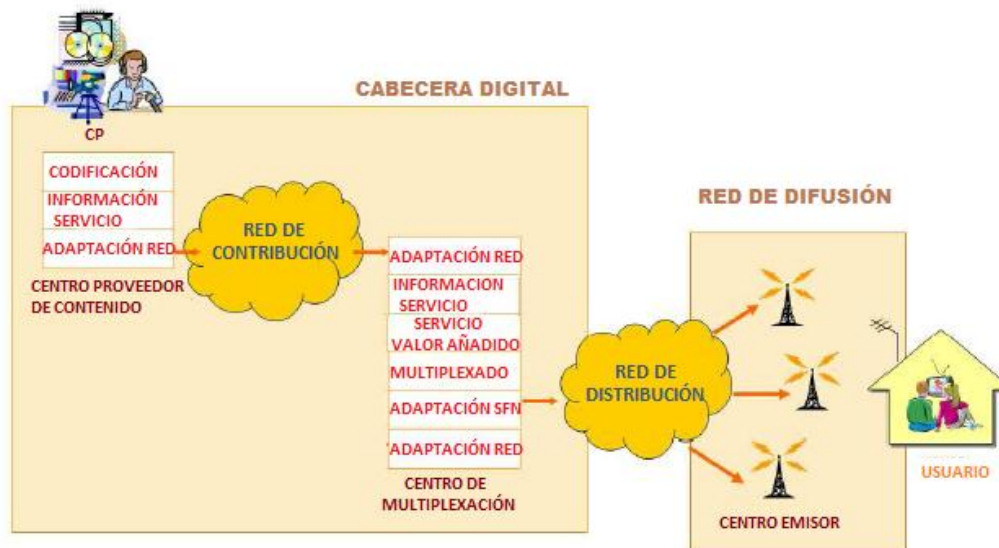 CABECERA DIGITAL
CP
CODIFICACIÓN
INFORMACIÓN
SERVICIO
ADAPTACIÓN RED
CENTRO PROVEEDOR
DE CONTENIDO
RED DE
CONTRIBUCIÓN
ADAPTACIÓN RED
INFORMACION
SERVICIO
SERVICIO
VALOR AÑADIDO
MULTIPLEXADO
ADAPTACIÓN SFN
ADAPTACIÓN RED
CENTRO DE
MULTIPLEXACIÓN
RED DE
DISTRIBUCIÓN
RED DE DIFUSIÓN
CENTRO EMISOR
USUARIO